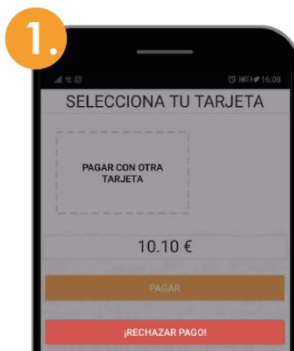 1.
16:08
SELECCIONA TU TARJETA
PAGAR CON OTRA
TARJETA
10.10 €
PAGAR
¡RECHAZAR PAGO!